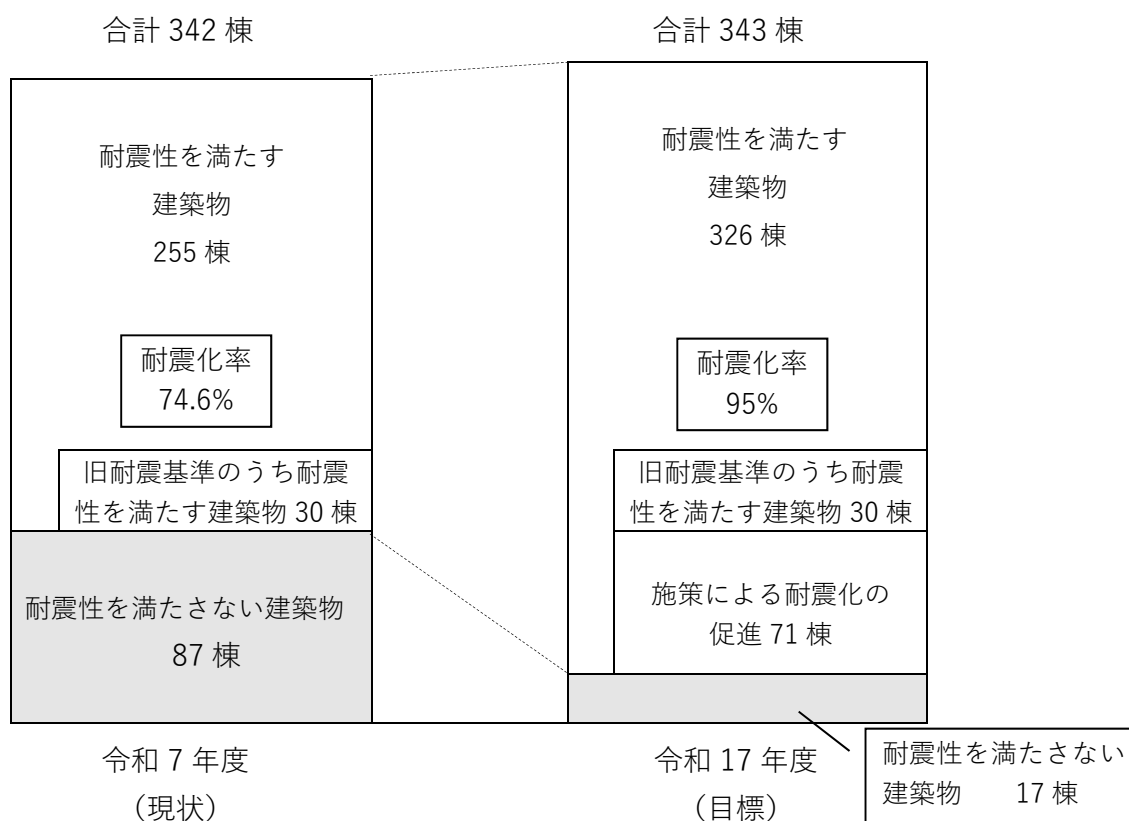 合計 342 棟
耐震性を満たす
建築物
255 棟
耐震化率
74.6%
旧耐震基準のうち耐震
性を満たす建築物 30 棟
耐震性を満たさない建築物
87 棟
令和 7 年度
（現状）
合計 343 棟
耐震性を満たす
建築物
326 棟
耐震化率
95%
旧耐震基準のうち耐震
性を満たす建築物 30 棟
施策による耐震化の
促進 71 棟
令和 17 年度
（目標）
耐震性を満たさない
建築物　　17 棟